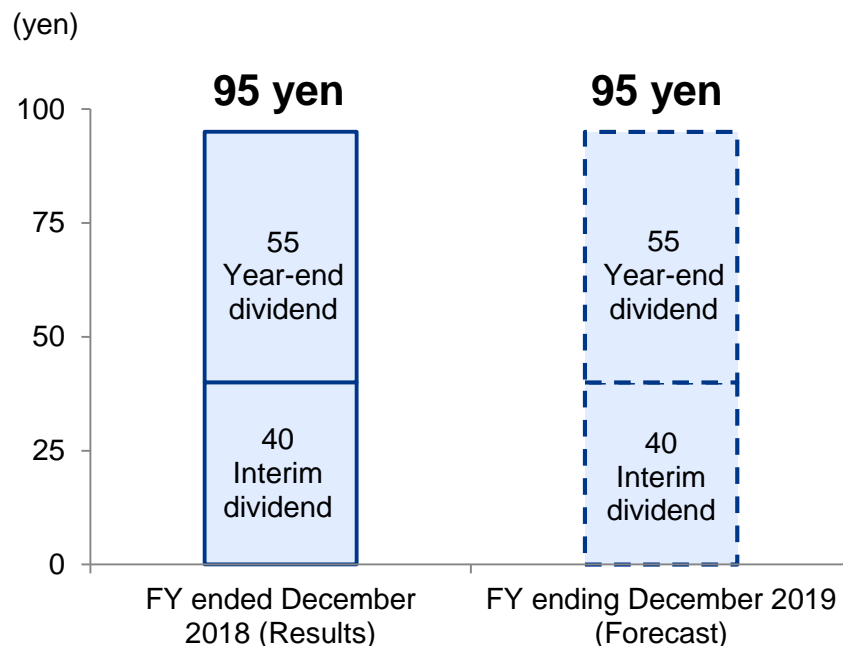 (yen)
95 yen
95 yen
100
75
50
25
0
55
Year-end
dividend
40
Interim
dividend
55
Year-end
dividend
40
Interim
dividend
FY ended December
2018 (Results)
FY ending December 2019
(Forecast)